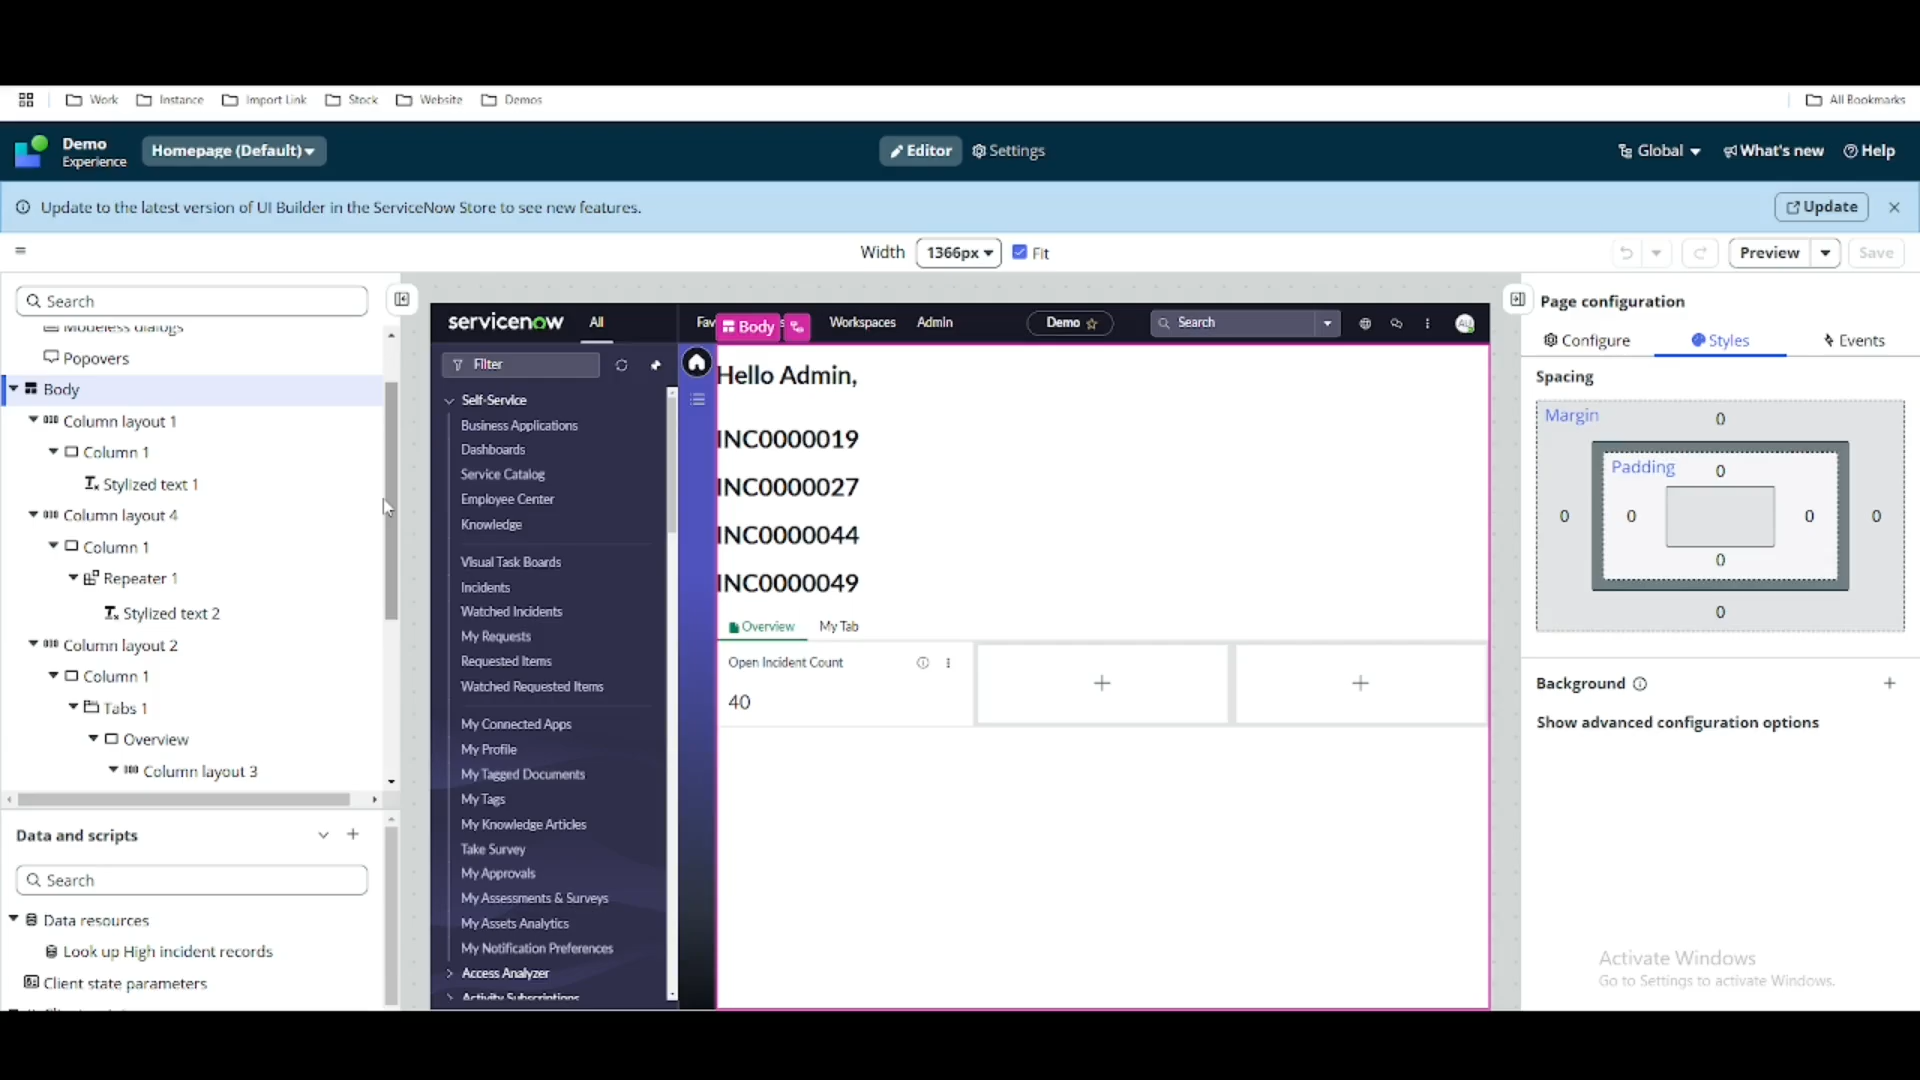 Work
Instance
Import Link
Stock
Website
Demos
All Bookmarks
Demo
Experience
Homepage (Default)
Editor
Settings
Global
What's new
Help
Update to the latest version of UI Builder in the ServiceNow Store to see new features.
Update
Width
1366px
Fit
Preview
Save
Search
Modeless dialogs
Popovers
Body
Column layout 1
Column 1
Stylized text 1
Column layout 4
Column 1
Repeater 1
Stylized text 2
Column layout 2
Column 1
Tabs 1
Overview
Column layout 3
Data and scripts
Search
Data resources
Look up High incident records
Client state parameters
servicenow
All
Fav
Body
Workspaces
Admin
Demo
Search
AU
Filter
Self-Service
Business Applications
Dashboards
Service Catalog
Employee Center
Knowledge
Visual Task Boards
Incidents
Watched Incidents
My Requests
Requested Items
Watched Requested Items
My Connected Apps
My Profile
My Tagged Documents
My Tags
My Knowledge Articles
Take Survey
My Approvals
My Assessments & Surveys
My Assets Analytics
My Notification Preferences
Access Analyzer
Activity Subscriptions
Hello Admin,
INC0000019
INC0000027
INC0000044
INC0000049
Overview
My Tab
Open Incident Count
40
Page configuration
Configure
Styles
Events
Spacing
Margin
0
Padding
0
0
0
0
0
0
0
Background
Show advanced configuration options
Activate Windows
Go to Settings to activate Windows.